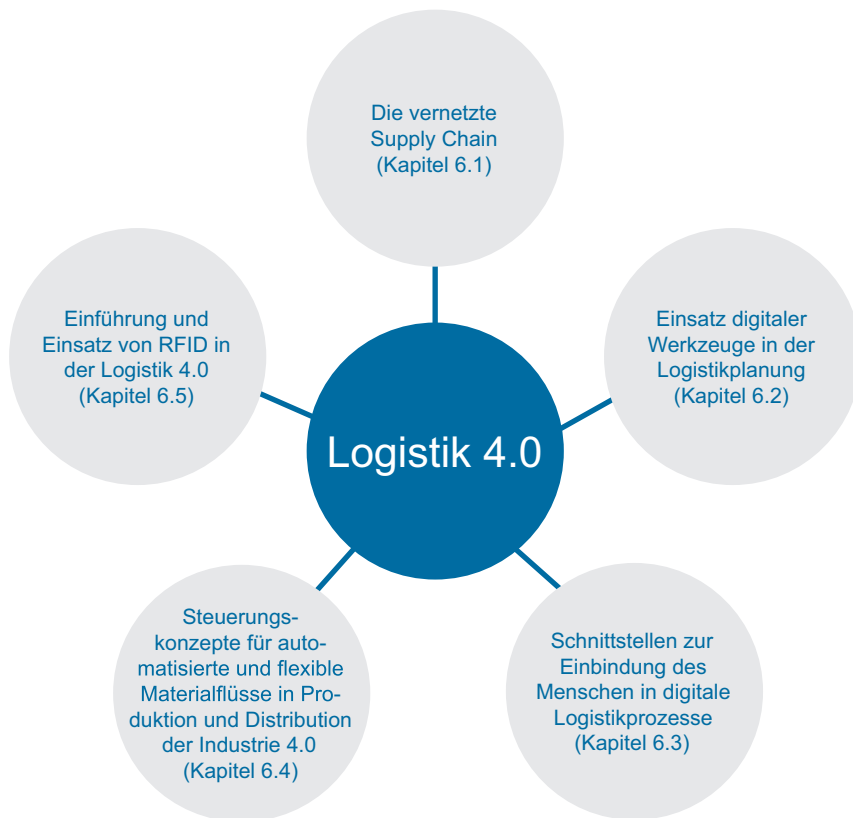 Die vernetzte
Supply Chain
(Kapitel 6.1)
Einführung und
Einsatz von RFID in
der Logistik 4.0
(Kapitel 6.5)
Einsatz digitaler
Werkzeuge in der
Logistikplanung
(Kapitel 6.2)
Logistik 4.0
Steuerungs-
konzepte für auto-
matisierte und flexible
Materialflüsse in Pro-
duktion und Distribution
der Industrie 4.0
(Kapitel 6.4)
Schnittstellen zur
Einbindung des
Menschen in digitale
Logistikprozesse
(Kapitel 6.3)